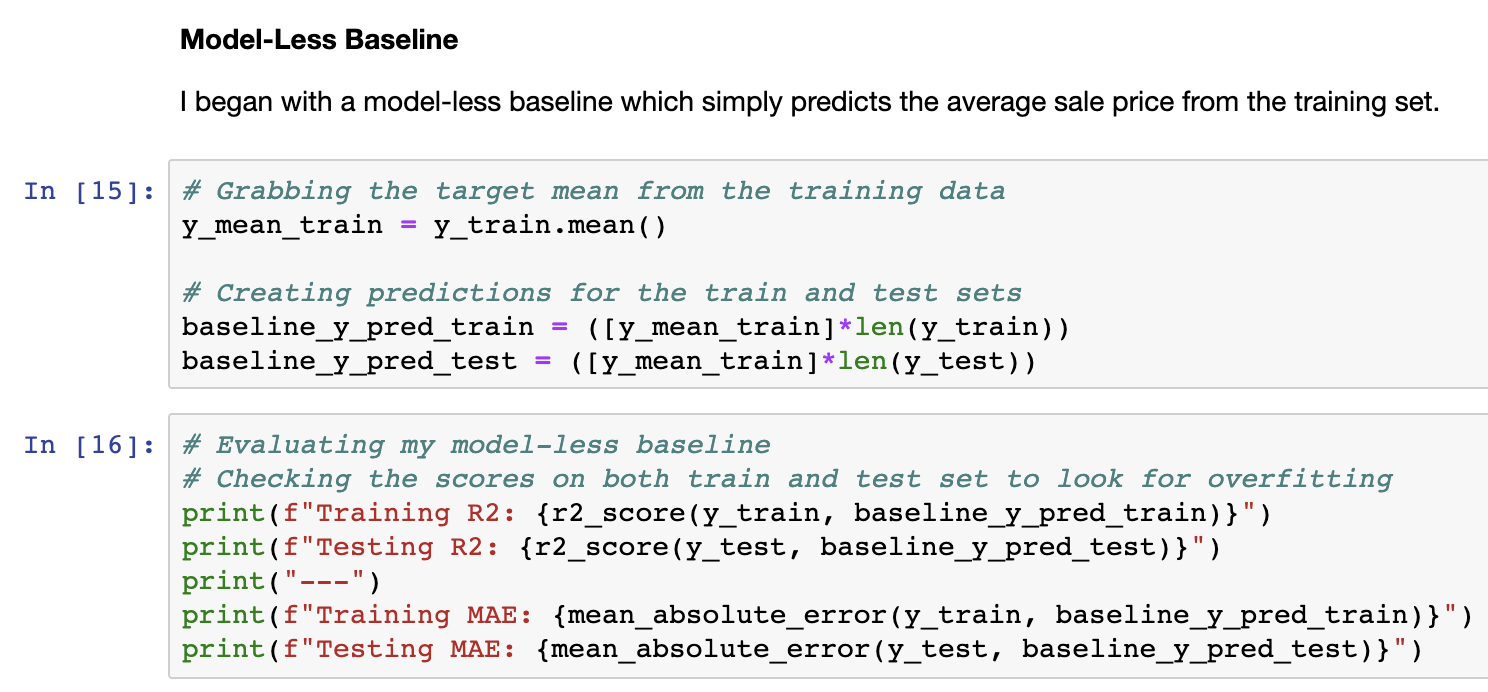 Model-Less Baseline
I began with a model-less baseline which simply predicts the average sale price from the training set.
In [15]:
# Grabbing the target mean from the training data
y_mean_train = y_train.mean()
# Creating predictions for the train and test sets
baseline_y_pred_train = ([y_mean_train]*len(y_train))
baseline_y_pred_test = ([y_mean_train]*len(y_test))
In [16]:
# Evaluating my model-less baseline
# Checking the scores on both train and test set to look for overfitting
print(f"Training R2: {r2_score(y_train, baseline_y_pred_train)}")
print(f"Testing R2: {r2_score(y_test, baseline_y_pred_test)}")
print("---")
print(f"Training MAE: {mean_absolute_error(y_train, baseline_y_pred_train)}")
print(f"Testing MAE: {mean_absolute_error(y_test, baseline_y_pred_test)}")